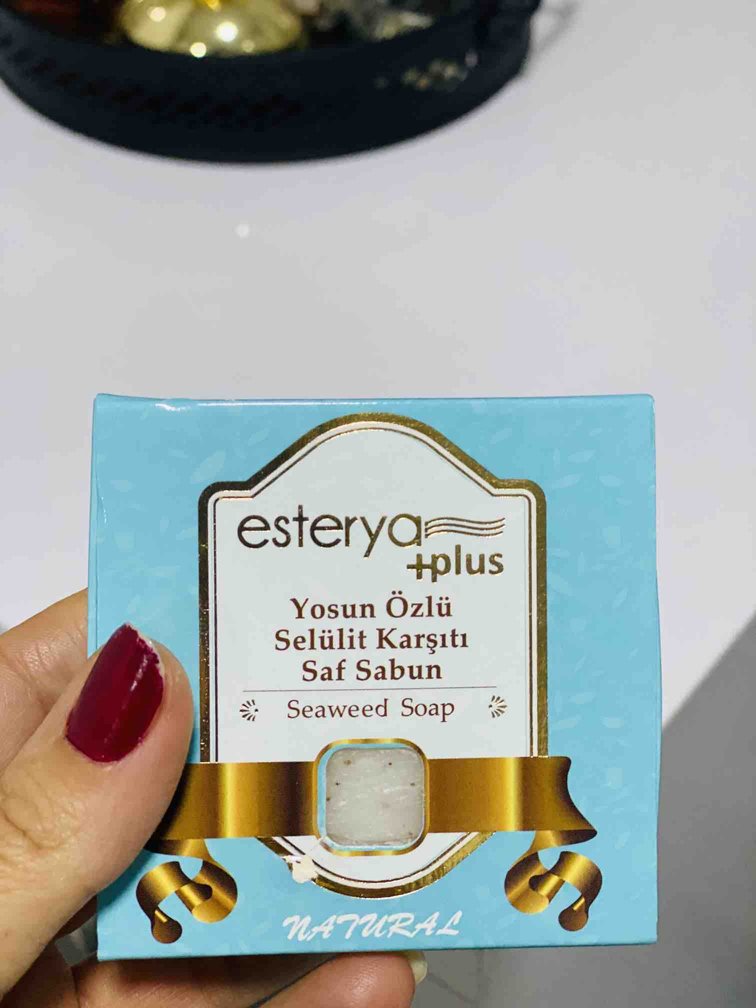 esterya
+plus
Yosun Özlü
Selülit Karşıtı
Saf Sabun
Seaweed Soap
NATURAL